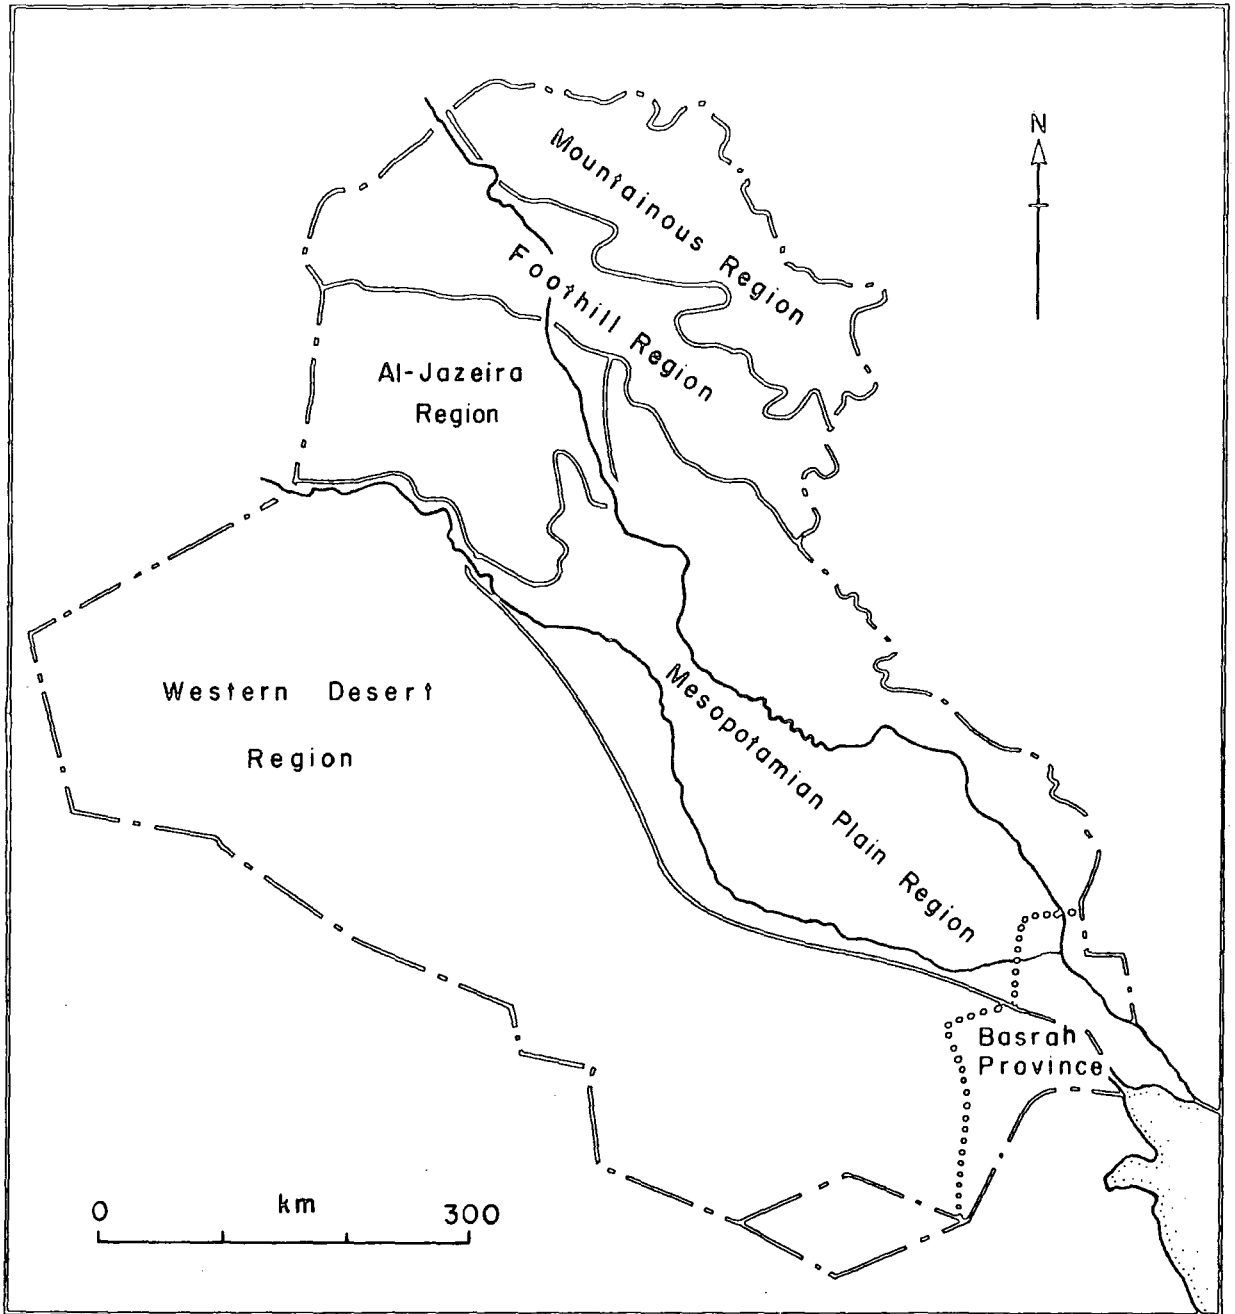 N
Mountainous Region
Foothill Region
Al-Jazeira
Region
Western Desert
Region
Mesopotamian Plain Region
Basrah
Province
km
0 300